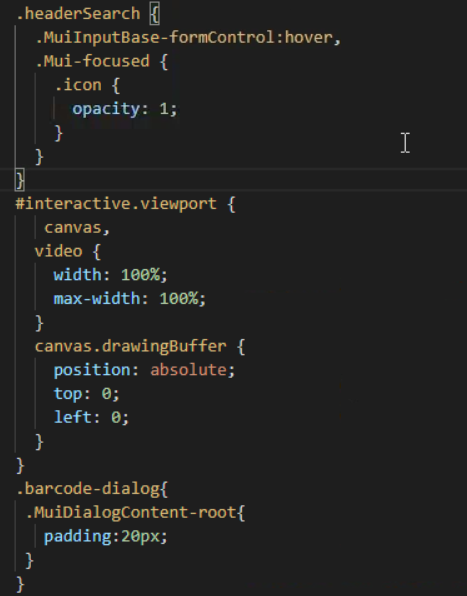 .headerSearch {
  .MuiInputBase-formControl:hover,
  .Mui-focused {
    .icon {
      opacity: 1;
    }
  }
}
#interactive.viewport {
   canvas,
  video {
    width: 100%;
    max-width: 100%;
  }
  canvas.drawingBuffer {
    position: absolute;
    top: 0;
    left: 0;
  }
}
.barcode-dialog{
 .MuiDialogContent-root{
   padding:20px;
 }
}